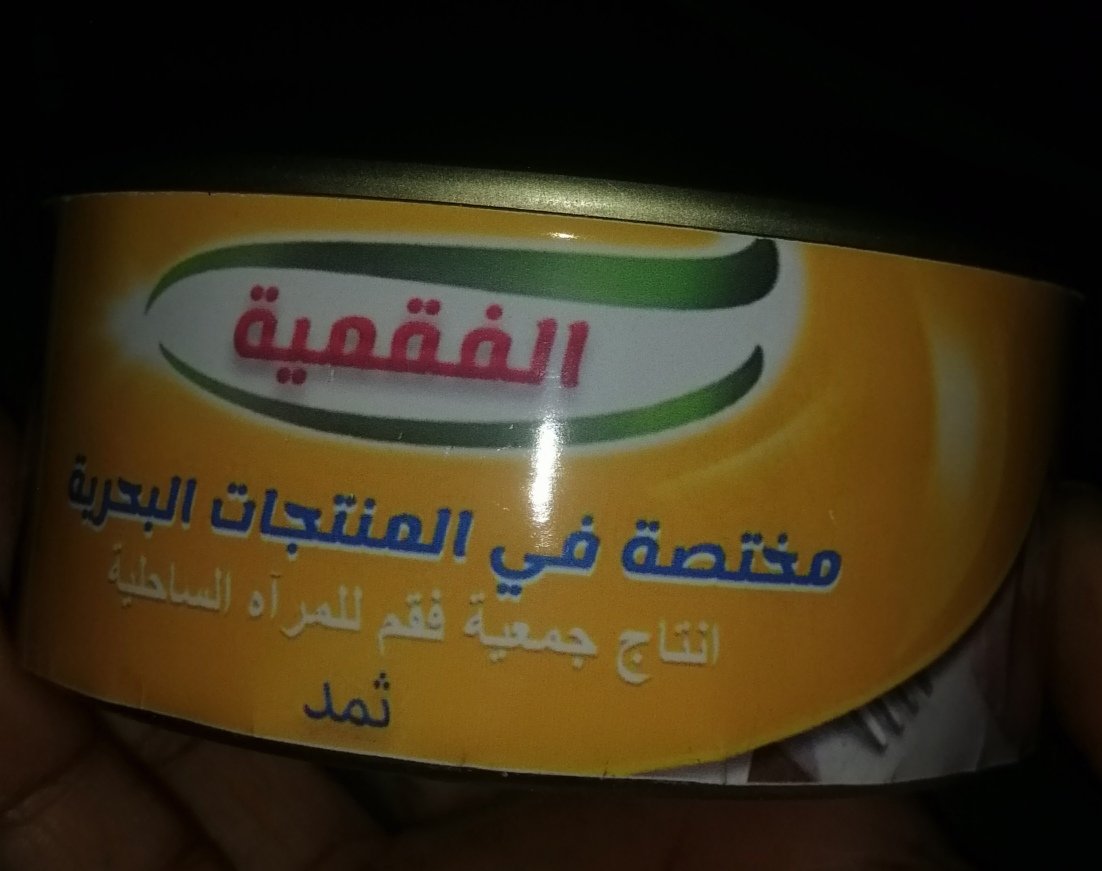 الفقمية
مختصة في المنتجات البحرية
انتاج جمعية فقم للمرآه الساحلية
ثمد